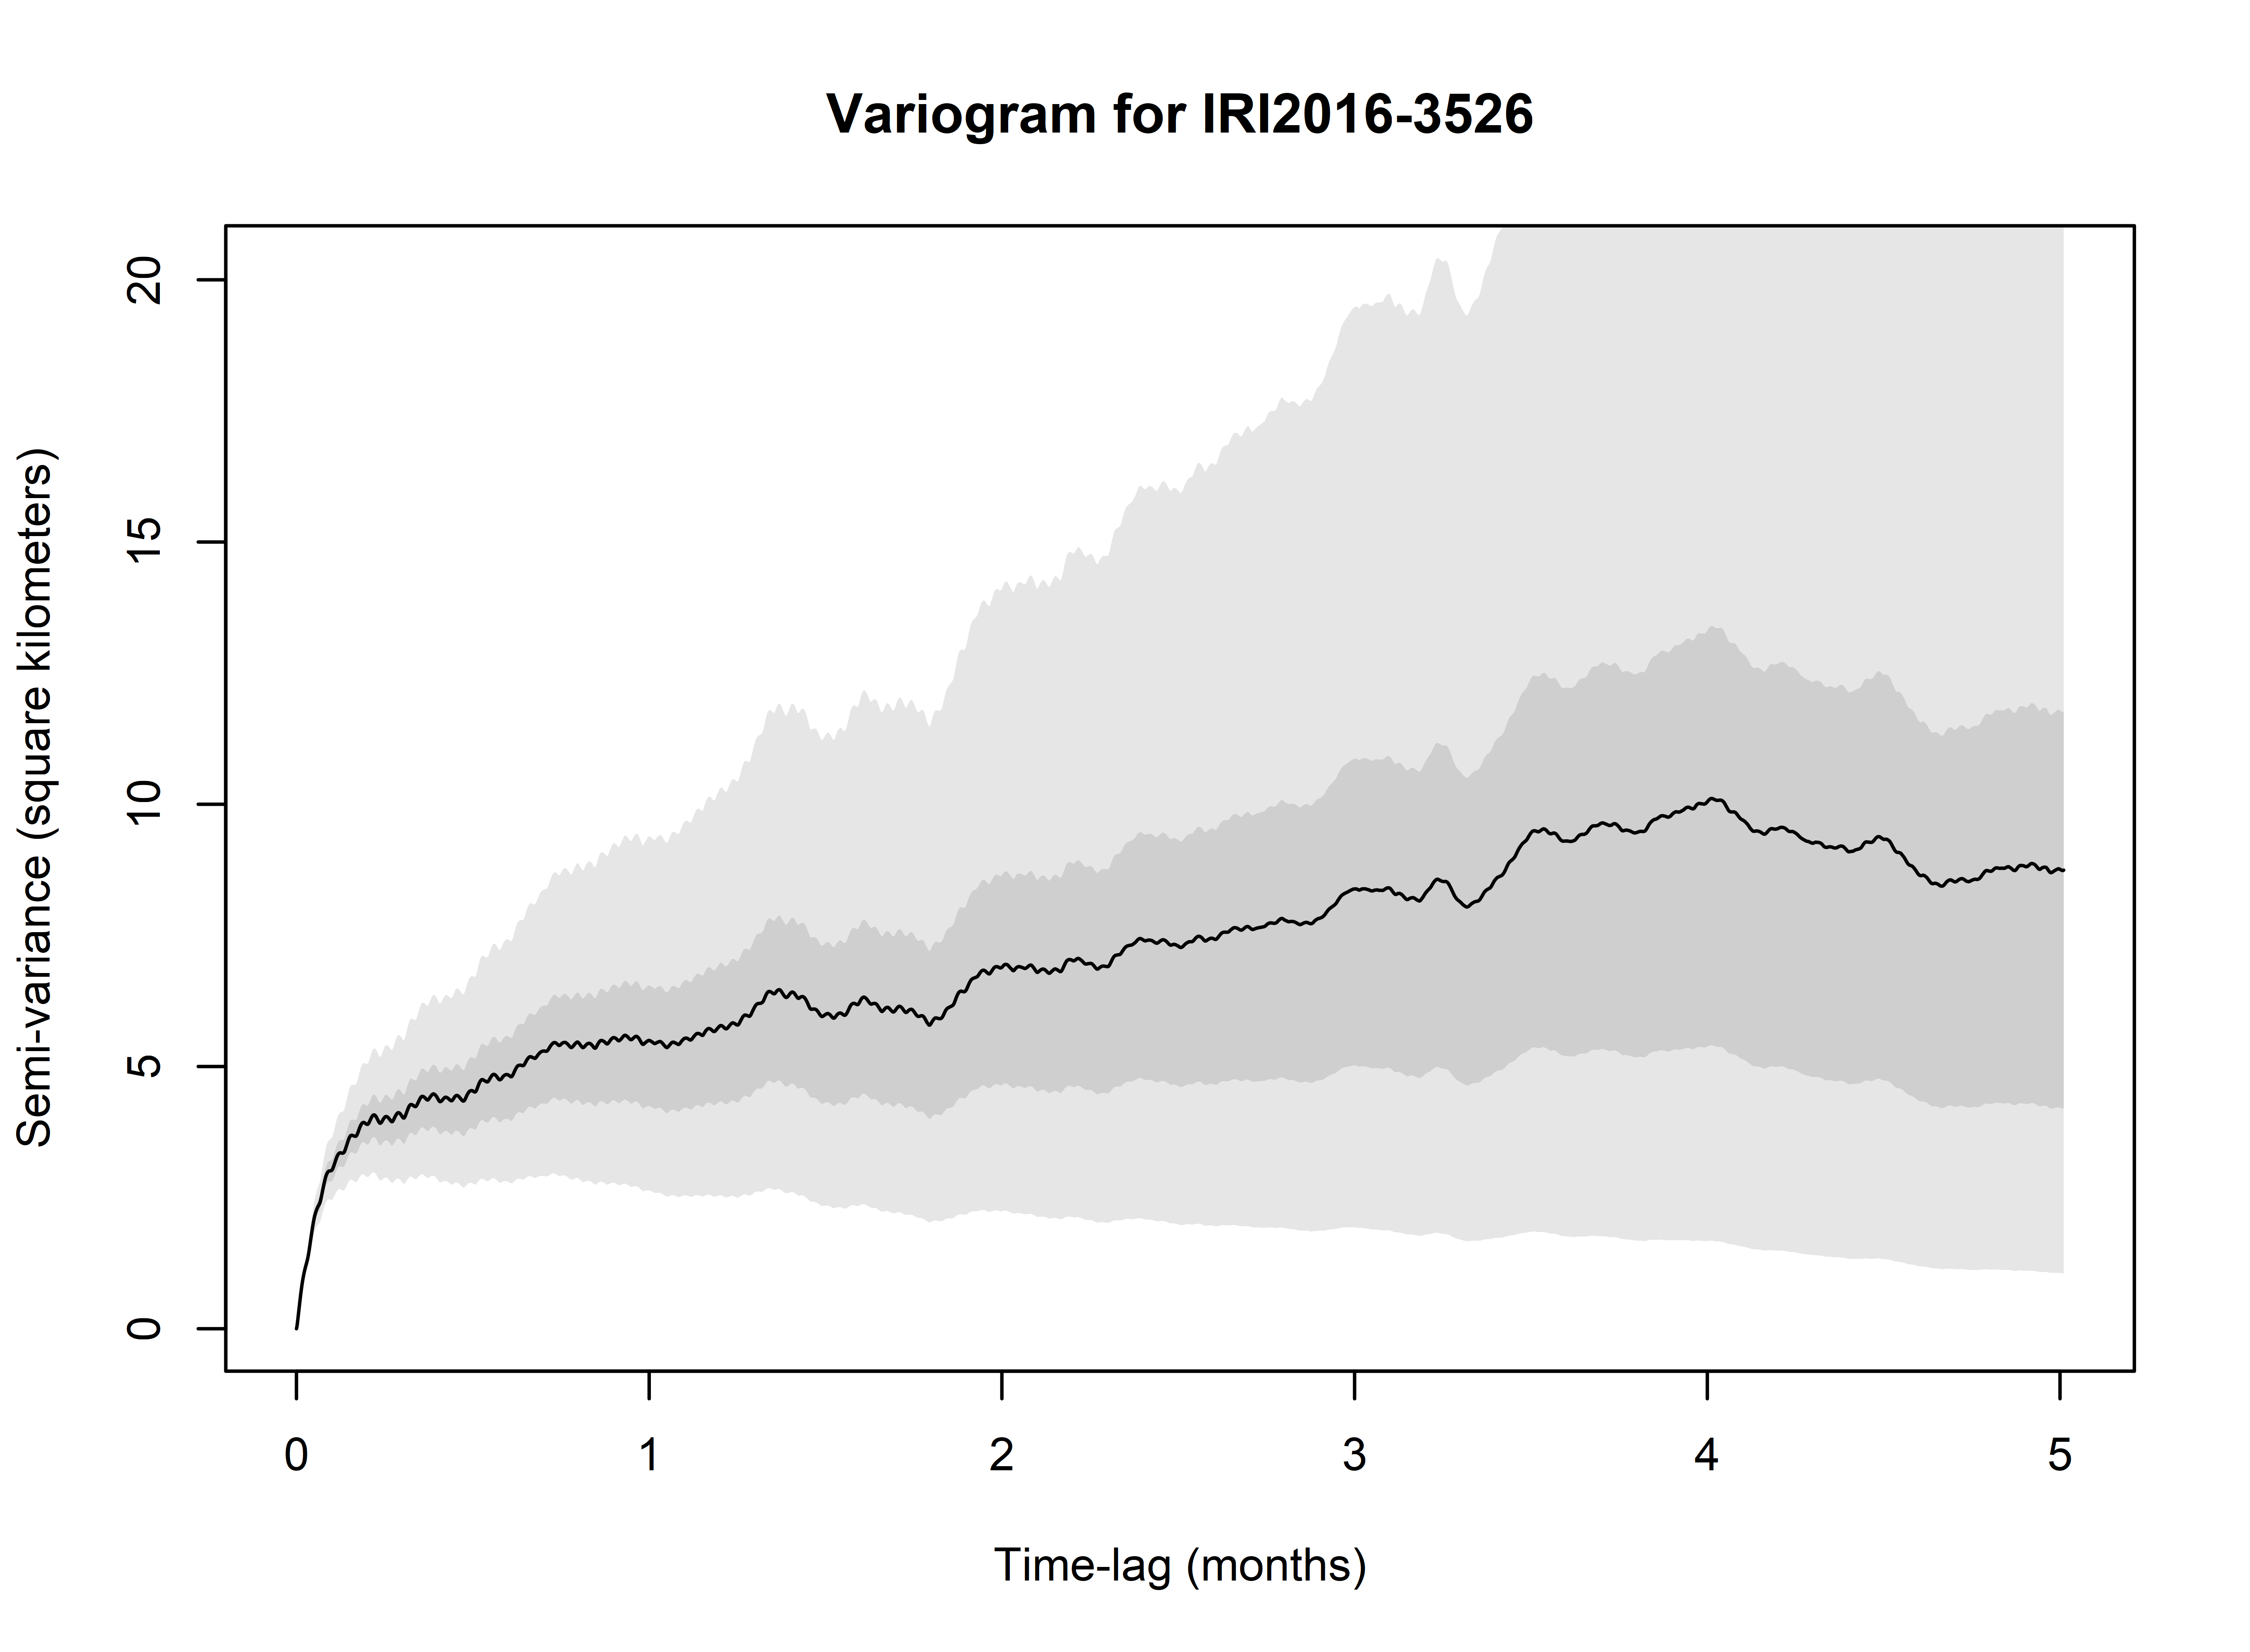 Variogram for IRI2016-3526
Semi-variance (square kilometers)
20
15
10
5
0
0 1 2 3 4 5
Time-lag (months)